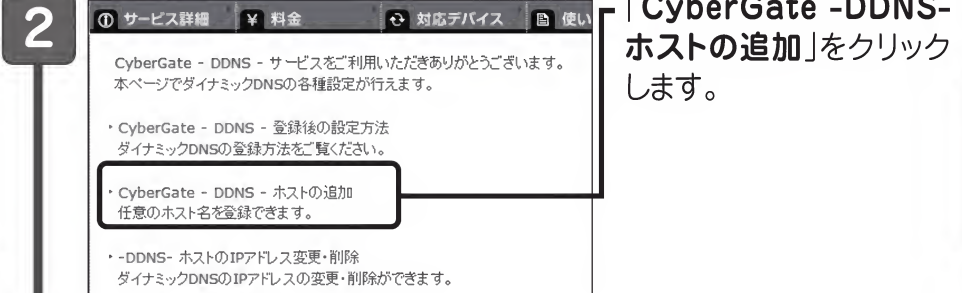 2
サービス詳細 ¥ 料金 対応デバイス 使い
CyberGate - DDNS - サービスをご利用いただきありがとうございます。
本ページでダイナミックDNSの各種設定が行えます。
・CyberGate - DDNS - 登録後の設定方法
ダイナミックDNSの登録方法をご覧ください。
・CyberGate - DDNS - ホストの追加
任意のホスト名を登録できます。
・-DDNS- ホストのIPアドレス変更・削除
ダイナミックDNSのIPアドレスの変更・削除ができます。
「CyberGate -DDNS-
ホストの追加」をクリック
します。